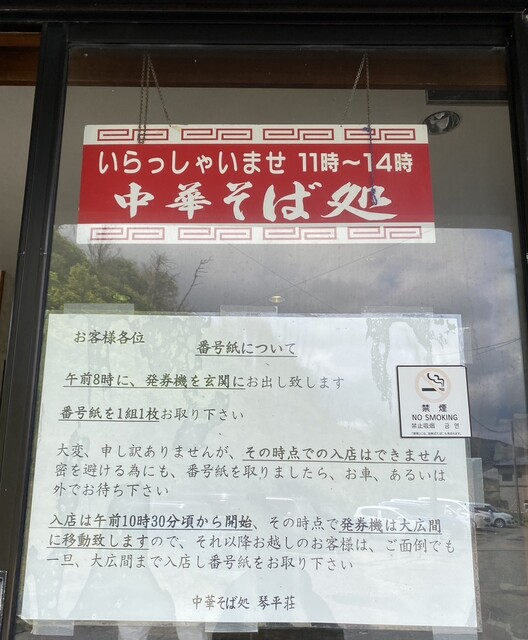 いらっしゃいませ 11時～14時
中華そば処
お客様各位
番号紙について
午前8時に、発券機を玄関にお出し致します
番号紙を1組1枚お取り下さい
大変、申し訳ありませんが、その時点での入店はできません
密を避ける為にも、番号紙を取りましたら、お車、あるいは
外でお待ち下さい
入店は午前10時30分頃から開始、その時点で発券機は大広間
に移動致しますので、それ以降お越しのお客様は、ご面倒でも
一旦、大広間まで入店し番号紙をお取り下さい
中華そば処 琴平荘
禁煙
NO SMOKING
禁止吸烟 금연